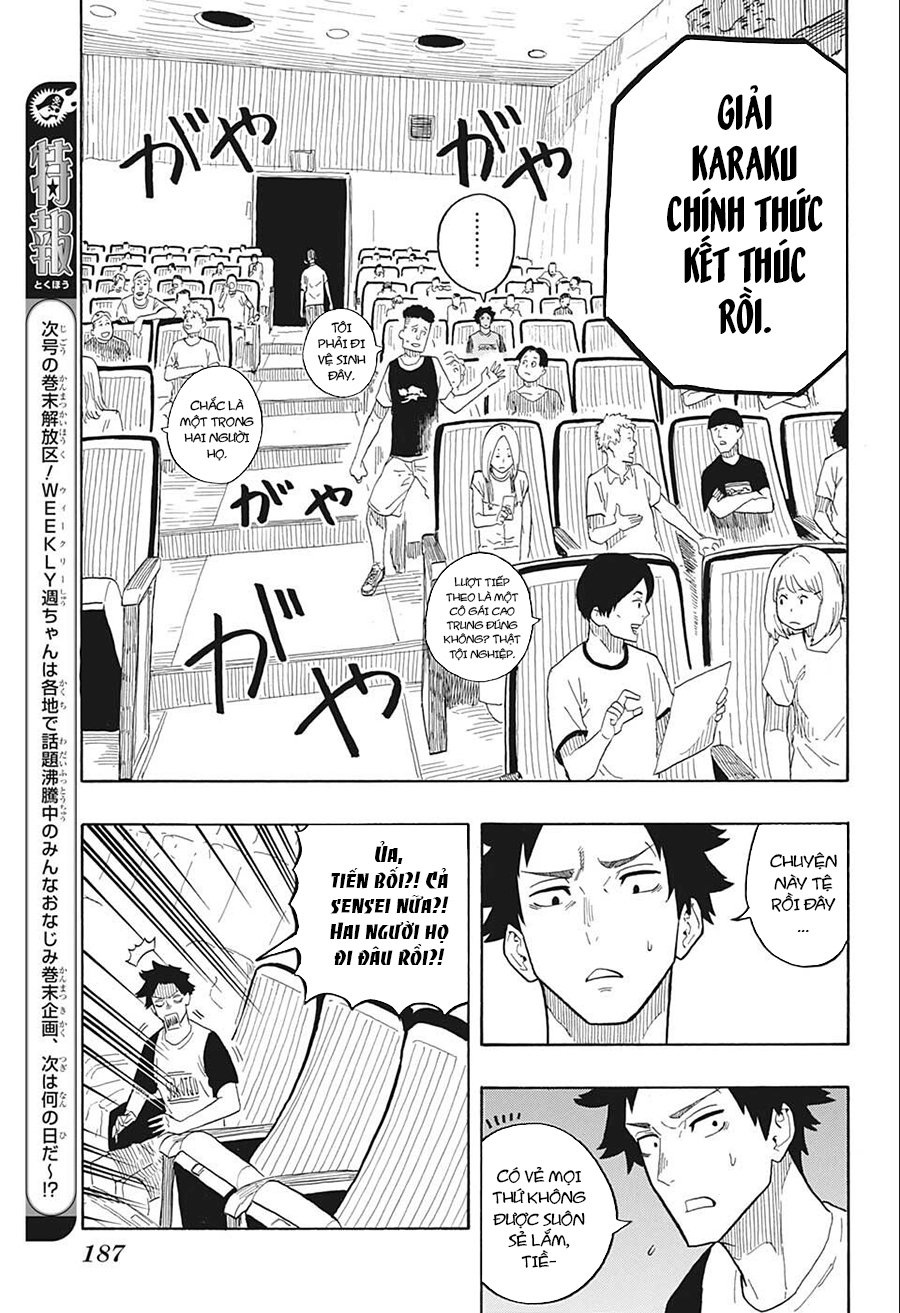 GIẢI
KARAKU
CHÍNH THỨC
KẾT THÚC
RỒI.
ガヤ
ガヤ
………
TÔI
PHẢI ĐI
VỆ SINH
ĐÂY.
CHẮC LÀ
MỘT TRONG
HAI NGƯỜI
HỌ.
ガヤ
ガヤ
LƯỢT TIẾP
THEO LÀ MỘT
CÔ GÁI CAO
TRUNG ĐÚNG
KHÔNG? THẬT
TỘI NGHIỆP.
CHUYỆN
NÀY TỆ
RỒI ĐÂY
...
CÓ VẺ MỌI
THỨ KHÔNG
ĐƯỢC SUÔN
SẺ LẮM,
TIỀ-
ỦA,
TIỀN BỐI?! CẢ
SENSEI NỮA?!
HAI NGƯỜI HỌ
ĐI ĐÂU RỒI?!
特★報
とくほう
次号の巻末解放区!WEEKLY週ちゃんは各地で話題沸騰中のみんなおなじみ巻末企画、次は何の日だ〜!?
187